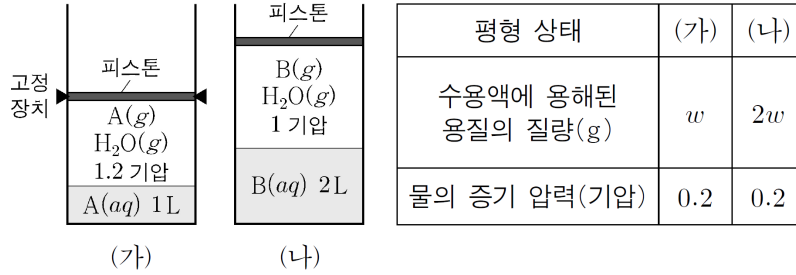 피스톤
고정
장치
A(g)
H₂O(g)
1.2 기압
A(aq) 1L
(가)
피스톤
B(g)
H₂O(g)
1 기압
B(aq) 2L
(나)
평형 상태 (가) (나)
수용액에 용해된
용질의 질량(g) w 2w
물의 증기 압력(기압) 0.2 0.2